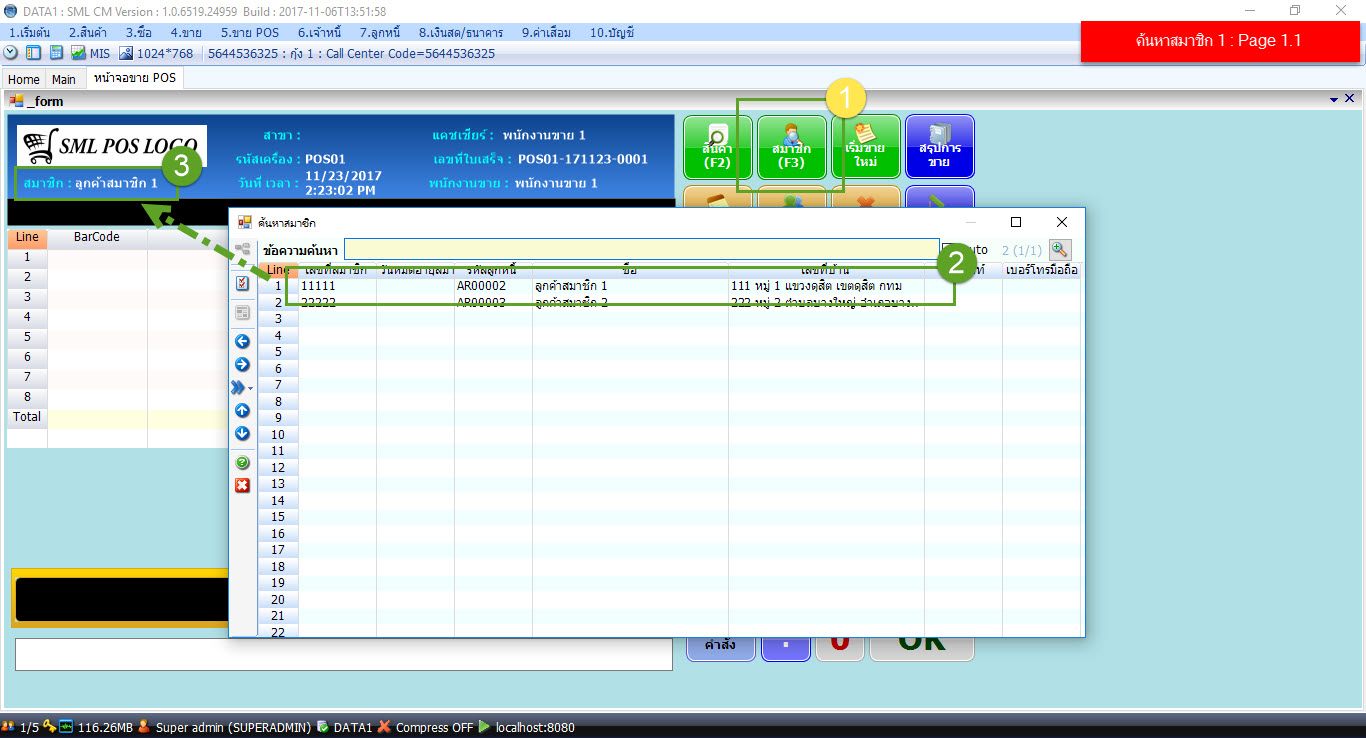 DATA1 : SML CM Version : 1.0.6519.24959 Build : 2017-11-06T13:51:58
1.เริ่มต้น 2.สินค้า 3.ซื้อ 4.ขาย 5.ขาย POS 6.เจ้าหนี้ 7.ลูกหนี้ 8.เงินสด/ธนาคาร 9.ค่าเสื่อม 10.บัญชี
ค้นหาสมาชิก 1 : Page 1.1
MIS 1024*768 5644536325 : กุ้ง 1 : Call Center Code=5644536325
Home Main หน้าจอขาย POS
_form
1
SML POS LOGO
สาขา :
แคชเชียร์ : พนักงานขาย 1
รหัสเครื่อง : POS01
เลขที่ใบเสร็จ : POS01-171123-0001
สมาชิก : ลูกค้าสมาชิก 1
3
วันที่ เวลา : 11/23/2017
2:23:02 PM
พนักงานขาย : พนักงานขาย 1
สินค้า
(F2)
สมาชิก
(F3)
เริ่มขาย
ใหม่
สรุปการ
ขาย
Line BarCode
1
2
3
4
5
6
7
8
Total
ค้นหาสมาชิก
ข้อความค้นหา
2 (1/1)
2
Line เลขที่สมาชิก วันหมดอายุสมา รหัสลูกหนี้ ชื่อ เลขที่บ้าน เบอร์โทรมือถือ
1 11111 AR00002 ลูกค้าสมาชิก 1 111 หมู่ 1 แขวงดุสิต เขตดุสิต กทม
2 22222 AR00003 ลูกค้าสมาชิก 2 222 หมู่ 2 ตำบลบางใหญ่ อำเภอบาง..
3
4
5
6
7
8
9
10
11
12
13
14
15
16
17
18
19
20
21
22
คำสั่ง . 0 OK
1/5 116.26MB Super admin (SUPERADMIN) DATA1 Compress OFF localhost:8080